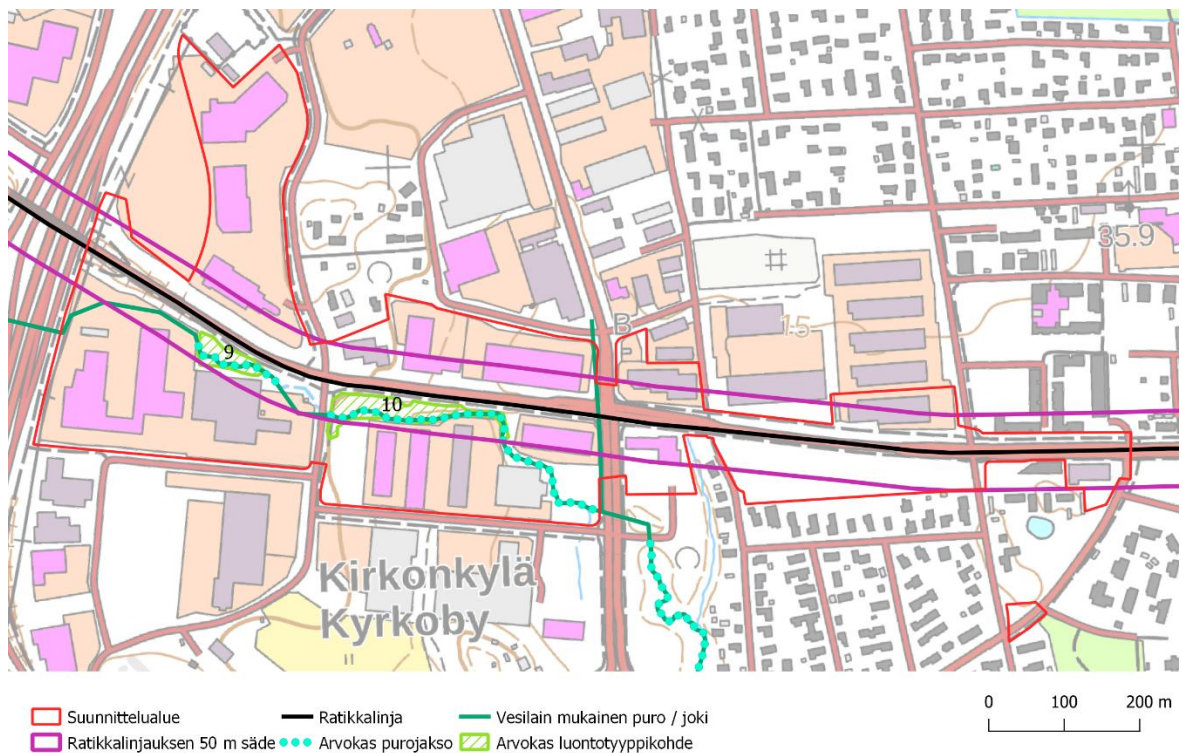 35.9
B
15
9
10
Kirkonkylä
Kyrkoby
Suunnittelualue
Ratikkalinja
Vesilain mukainen puro / joki
0 100 200 m
Ratikkalinjauksen 50 m säde
Arvokas purojakso
Arvokas luontotyyppikohde